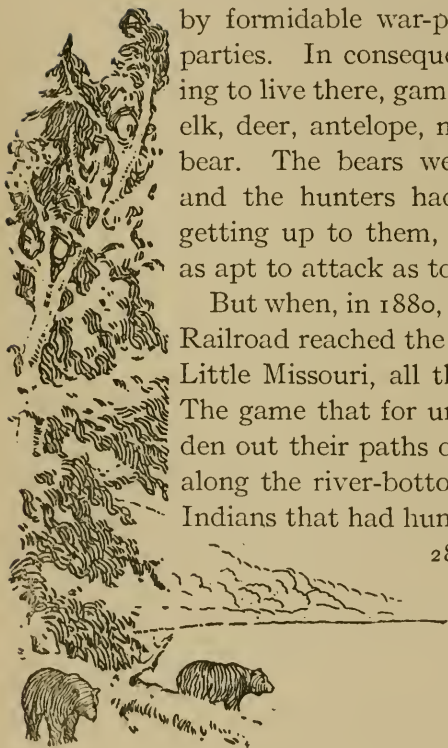 by formidable war-p
parties. In conseque
ing to live there, gam
elk, deer, antelope, m
bear. The bears we
and the hunters had
getting up to them,
as apt to attack as to
But when, in 1880,
Railroad reached the
Little Missouri, all th
The game that for un
den out their paths o
along the river-botto
Indians that had hun
28